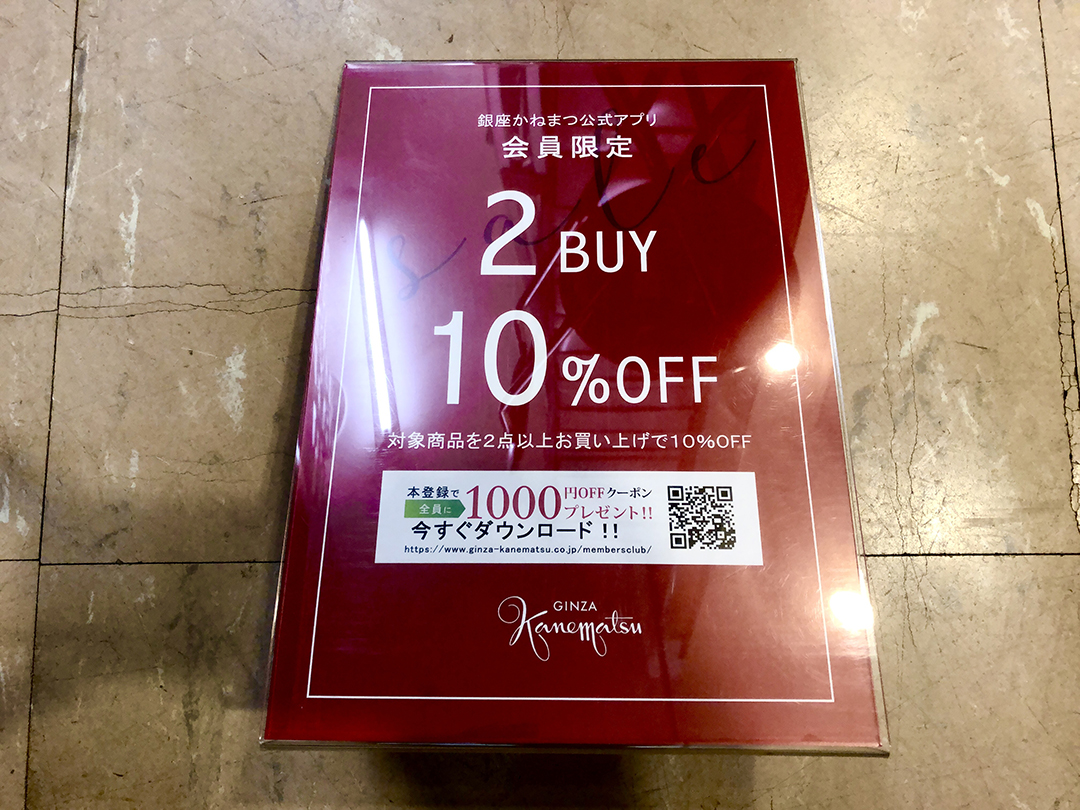 銀座かねまつ公式アプリ
会員限定
sale
2 BUY
10%OFF
対象商品を2点以上お買い上げで10%OFF
本登録で
全員に
1000円OFFクーポン
プレゼント!!
今すぐダウンロード!!
https://www.ginza-kanematsu.co.jp/membersclub/
GINZA
Kanematsu